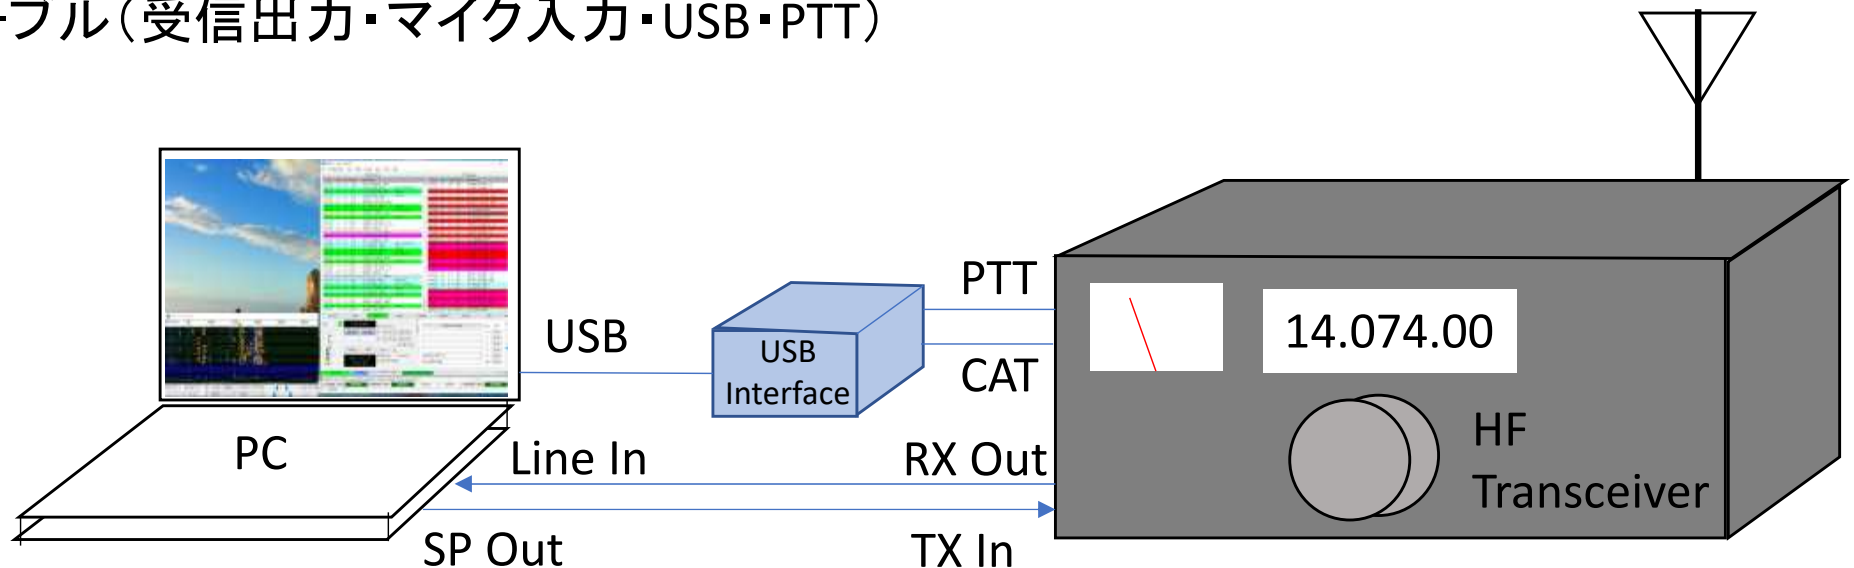 ーブル（受信出力・マイク入力・USB・PTT）
PTT
14.074.00
USB
USB
Interface
CAT
HF
Transceiver
PC
Line In
RX Out
SP Out
TX In